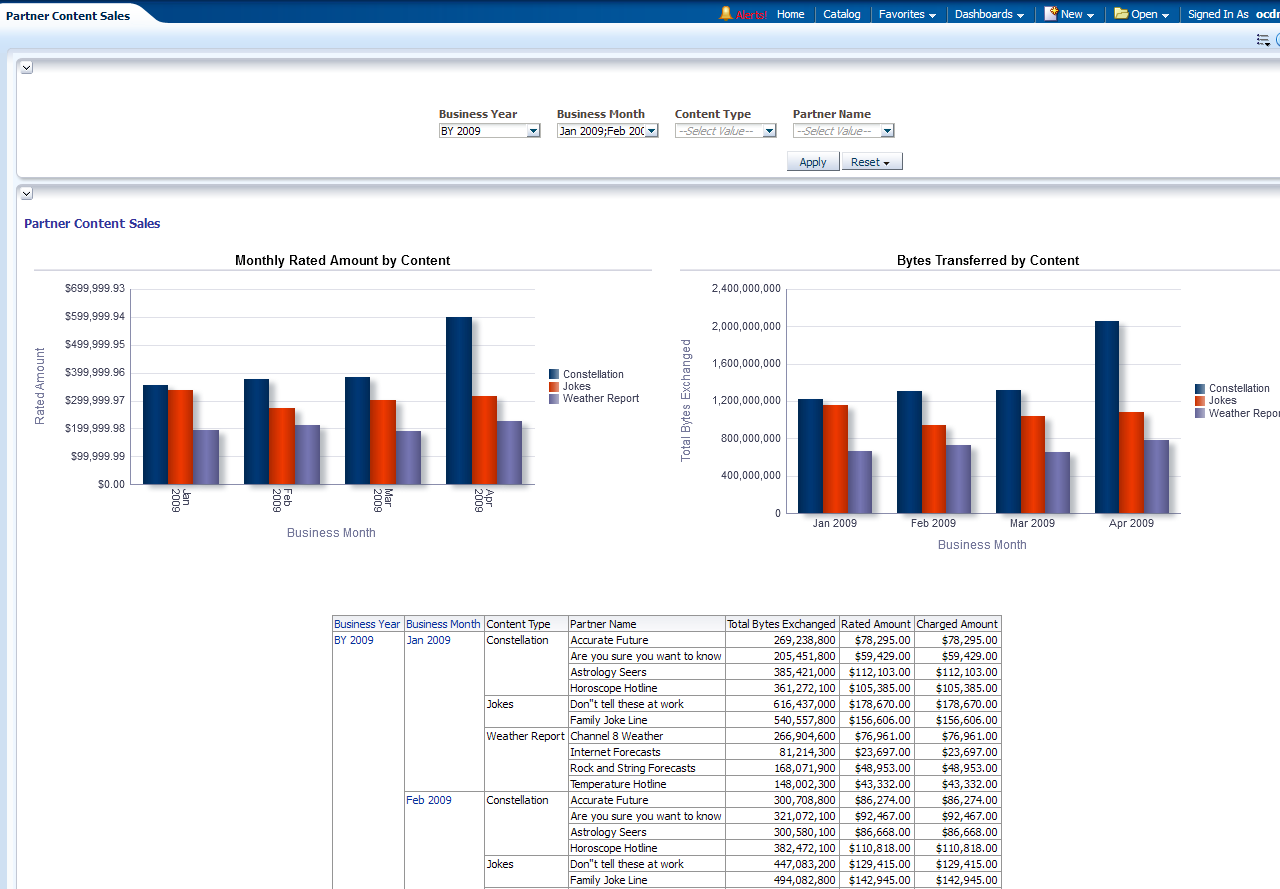 Partner Content Sales
Alerts! Home Catalog Favorites Dashboards New Open Signed In As ocdm
Business Year Business Month Content Type Partner Name
BY 2009 Jan 2009;Feb 200 --Select Value-- --Select Value--
Apply Reset
Partner Content Sales
Monthly Rated Amount by Content
$699,999.93
$599,999.94
$499,999.95
$399,999.96
$299,999.97
$199,999.98
$99,999.99
$0.00
Rated Amount
Jan 2009
Feb 2009
Mar 2009
Apr 2009
Business Month
Constellation
Jokes
Weather Report
Bytes Transferred by Content
2,400,000,000
2,000,000,000
1,600,000,000
1,200,000,000
800,000,000
400,000,000
0
Total Bytes Exchanged
Jan 2009 Feb 2009 Mar 2009 Apr 2009
Business Month
Constellation
Jokes
Weather Repor
Business Year Business Month Content Type Partner Name Total Bytes Exchanged Rated Amount Charged Amount
BY 2009 Jan 2009 Constellation Accurate Future 269,238,800 $78,295.00 $78,295.00
Are you sure you want to know 205,451,800 $59,429.00 $59,429.00
Astrology Seers 385,421,000 $112,103.00 $112,103.00
Horoscope Hotline 361,272,100 $105,385.00 $105,385.00
Jokes Don"t tell these at work 616,437,000 $178,670.00 $178,670.00
Family Joke Line 540,557,800 $156,606.00 $156,606.00
Weather Report Channel 8 Weather 266,904,600 $76,961.00 $76,961.00
Internet Forecasts 81,214,300 $23,697.00 $23,697.00
Rock and String Forecasts 168,071,900 $48,953.00 $48,953.00
Temperature Hotline 148,002,300 $43,332.00 $43,332.00
Feb 2009 Constellation Accurate Future 300,708,800 $86,274.00 $86,274.00
Are you sure you want to know 321,072,100 $92,467.00 $92,467.00
Astrology Seers 300,580,100 $86,668.00 $86,668.00
Horoscope Hotline 382,472,100 $110,818.00 $110,818.00
Jokes Don"t tell these at work 447,083,200 $129,415.00 $129,415.00
Family Joke Line 494,082,800 $142,945.00 $142,945.00